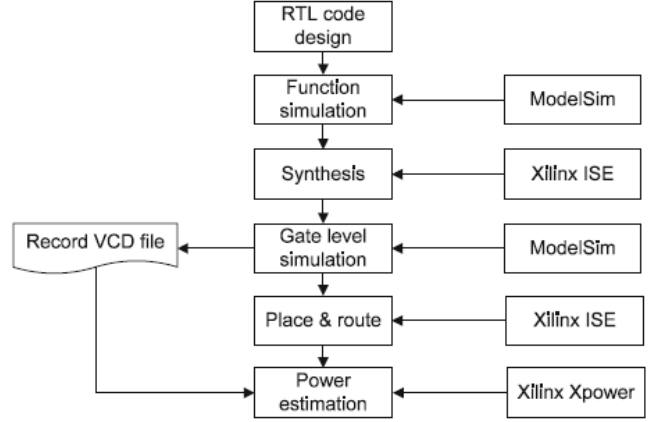 RTL code
design
Function
simulation
ModelSim
Synthesis
Xilinx ISE
Record VCD file
Gate level
simulation
ModelSim
Place & route
Xilinx ISE
Power
estimation
Xilinx Xpower